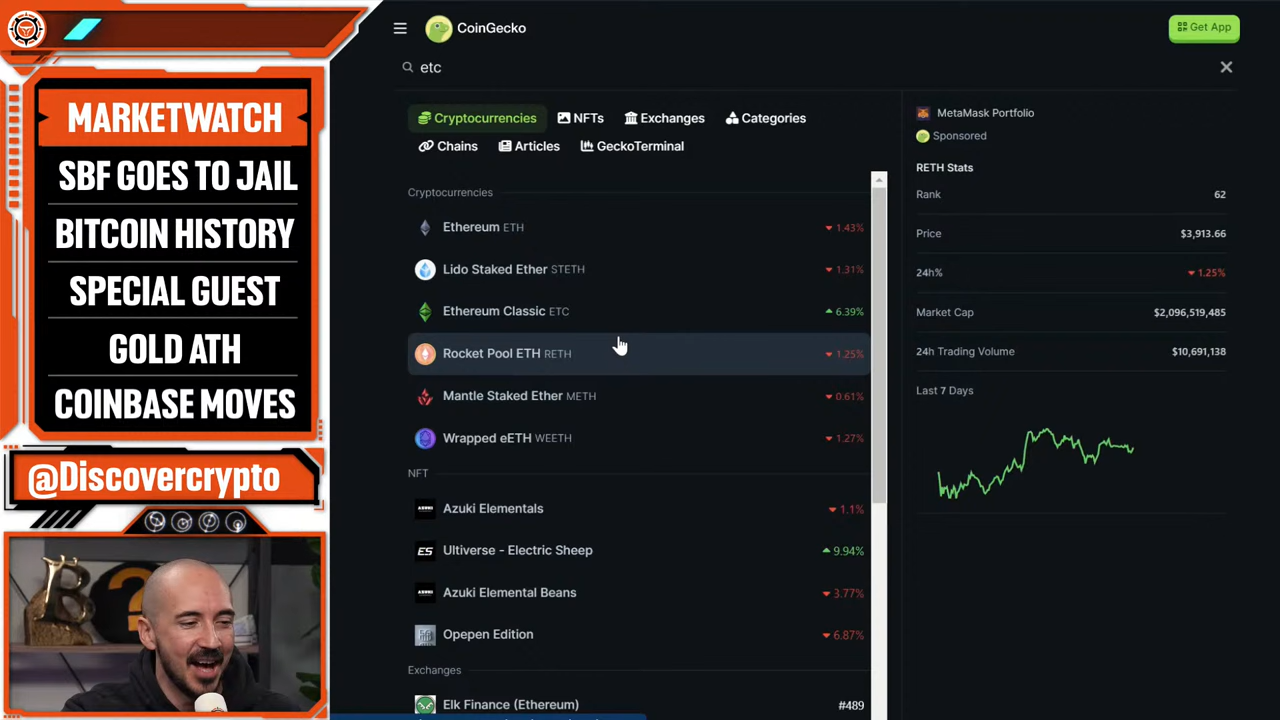 MARKETWATCH
SBF GOES TO JAIL
BITCOIN HISTORY
SPECIAL GUEST
GOLD ATH
COINBASE MOVES
@Discovercrypto
CoinGecko
Get App
etc
Cryptocurrencies
NFTs
Exchanges
Categories
Chains
Articles
GeckoTerminal
Cryptocurrencies
Ethereum ETH 1.43%
Lido Staked Ether STETH 1.31%
Ethereum Classic ETC 6.39%
Rocket Pool ETH RETH 1.25%
Mantle Staked Ether METH 0.61%
Wrapped eETH WEETH 1.27%
NFT
Azuki Elementals 1.1%
Ultiverse - Electric Sheep 9.94%
Azuki Elemental Beans 3.77%
Opepen Edition 6.87%
Exchanges
Elk Finance (Ethereum) #489
MetaMask Portfolio
Sponsored
RETH Stats
Rank 62
Price $3,913.66
24h% 1.25%
Market Cap $2,096,519,485
24h Trading Volume $10,691,138
Last 7 Days